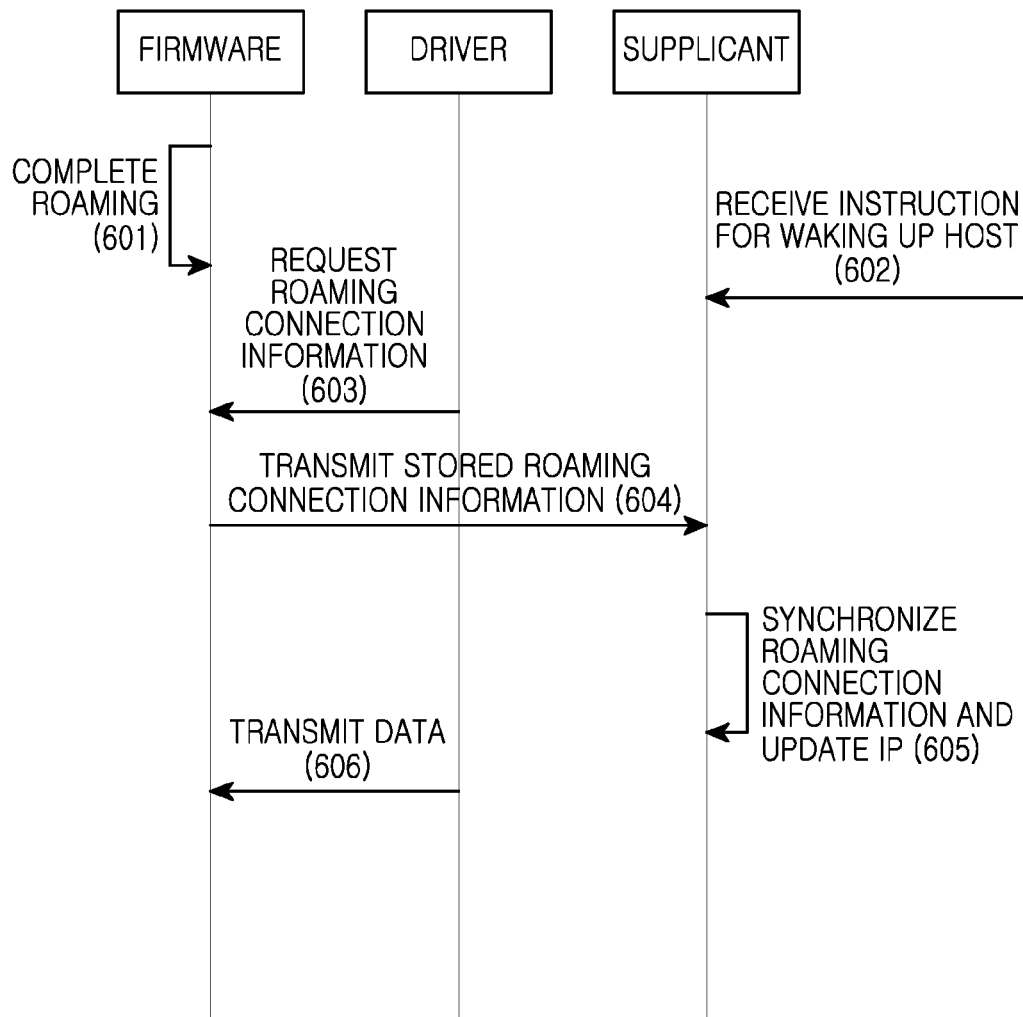 FIRMWARE
DRIVER
SUPPLICANT
COMPLETE
ROAMING
(601)
RECEIVE INSTRUCTION
FOR WAKING UP HOST
(602)
REQUEST
ROAMING
CONNECTION
INFORMATION
(603)
TRANSMIT STORED ROAMING
CONNECTION INFORMATION (604)
SYNCHRONIZE
ROAMING
CONNECTION
INFORMATION AND
UPDATE IP (605)
TRANSMIT DATA
(606)